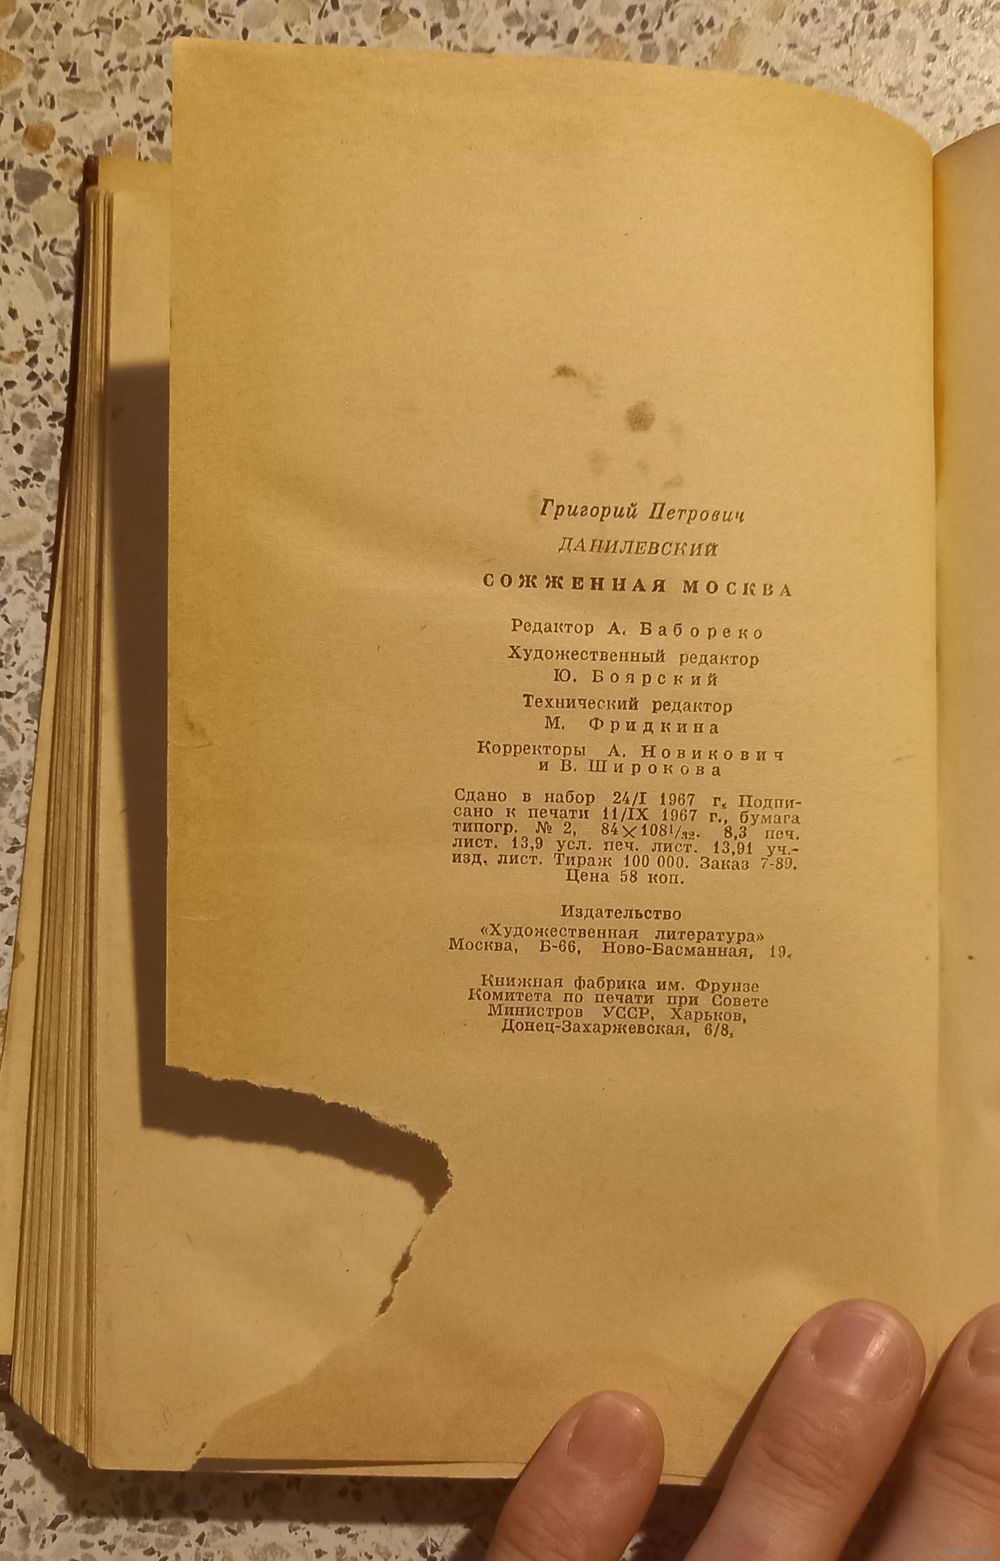 Григорий Петрович
ДАНИЛЕВСКИЙ
СОЖЖЕННАЯ МОСКВА
Редактор А. Бабореко
Художественный редактор
Ю. Боярский
Технический редактор
М. Фридкина
Корректоры А. Новикович
и В. Широкова
Сдано в набор 24/I 1967 г. Подпи-
сано к печати 11/IX 1967 г., бумага
типогр. № 2, 84×108¹/₃₂. 8,3 печ.
лист. 13,9 усл. печ. лист. 13,91 уч.-
изд. лист. Тираж 100 000. Заказ 7-89.
Цена 58 коп.
Издательство
«Художественная литература»
Москва, Б-66, Ново-Басманная, 19.
Книжная фабрика им. Фрунзе
Комитета по печати при Совете
Министров УССР, Харьков,
Донец-Захаржевская, 6/8.